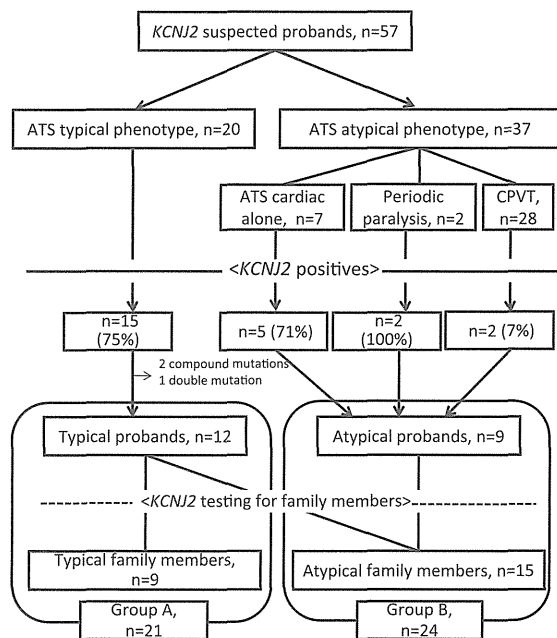 KCNJ2 suspected probands, n=57
ATS typical phenotype, n=20
ATS atypical phenotype, n=37
ATS cardiac
alone, n=7
Periodic
paralysis, n=2
CPVT,
n=28
<KCNJ2 positives>
n=15
(75%)
n=5 (71%)
n=2
(100%)
n=2 (7%)
2 compound mutations
1 double mutation
Typical probands, n=12
Atypical probands, n=9
<KCNJ2 testing for family members>
Typical family members,
n=9
Atypical family members, n=15
Group A,
n=21
Group B,
n=24